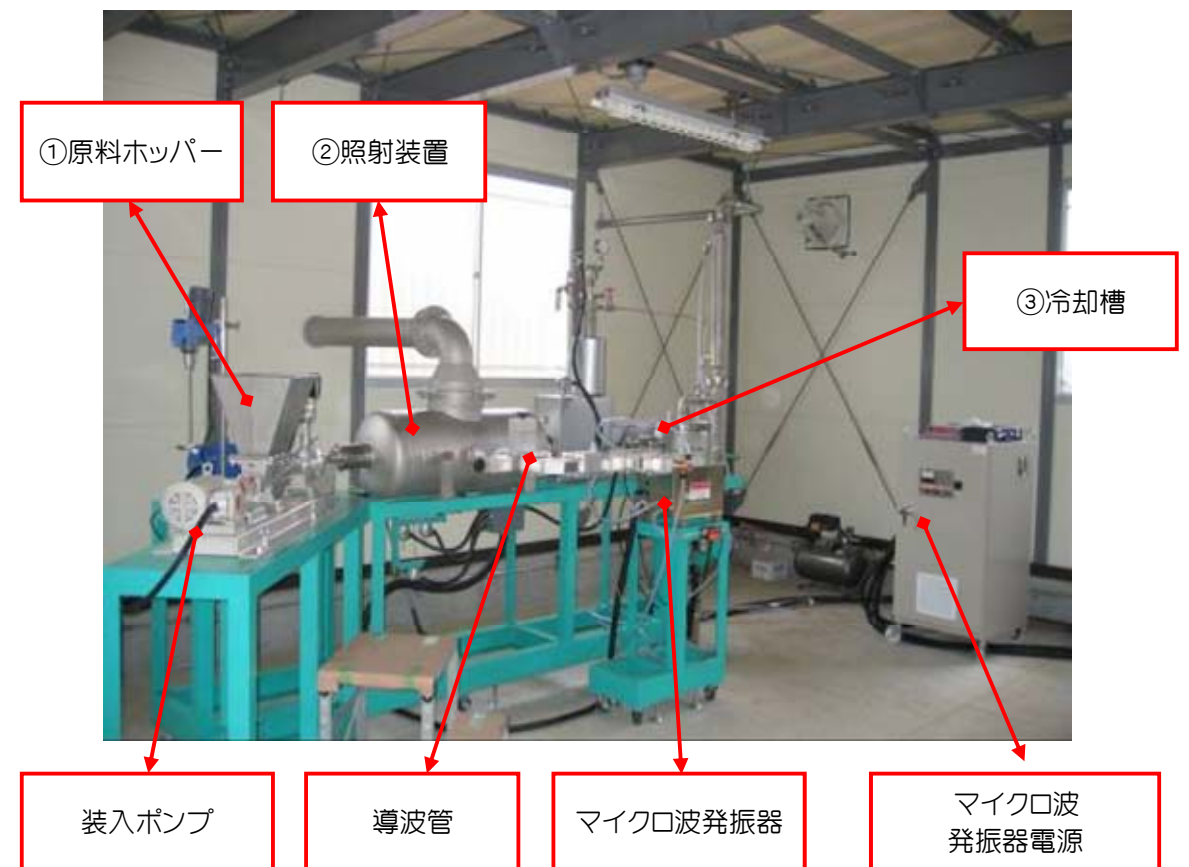 ①原料ホッパー
②照射装置
③冷却槽
装入ポンプ
導波管
マイクロ波発振器
マイクロ波
発振器電源